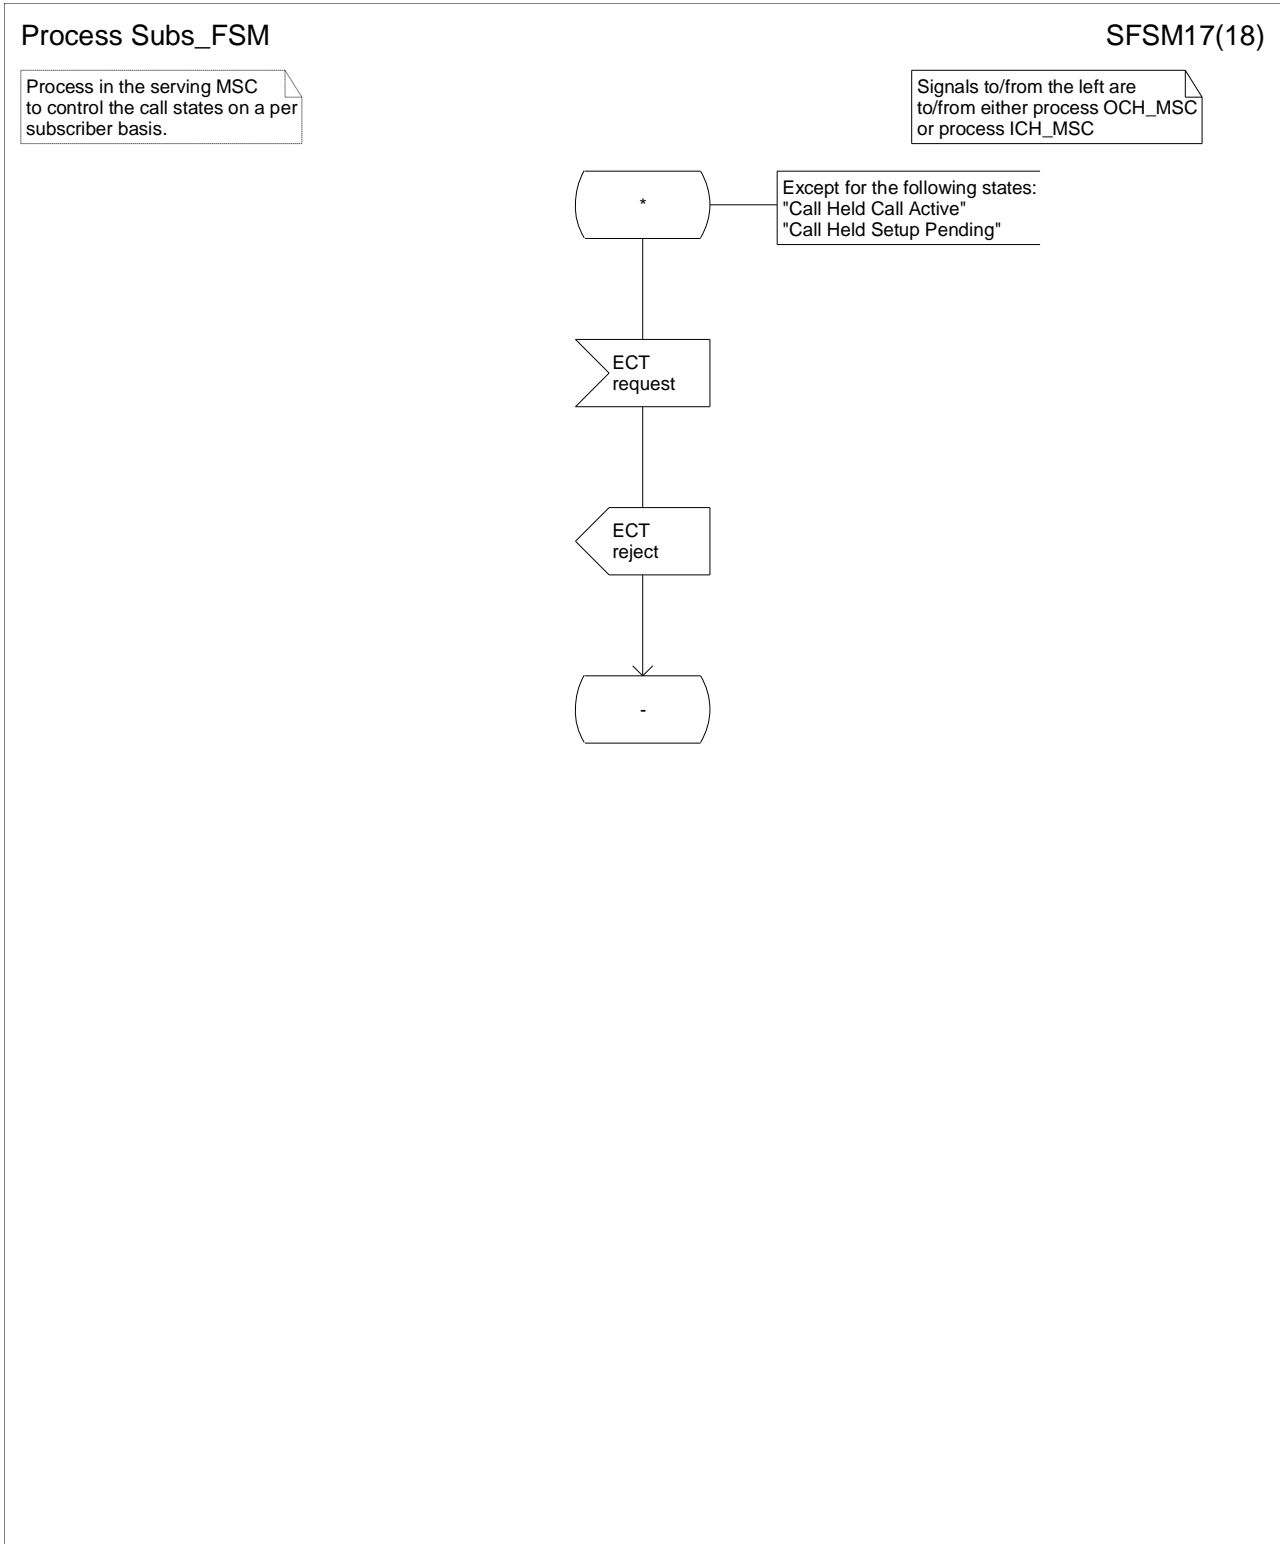 Process Subs_FSM
SFSM17(18)
Process in the serving MSC
to control the call states on a per
subscriber basis.
Signals to/from the left are
to/from either process OCH_MSC
or process ICH_MSC
*
Except for the following states:
"Call Held Call Active"
"Call Held Setup Pending"
ECT
request
ECT
reject
-